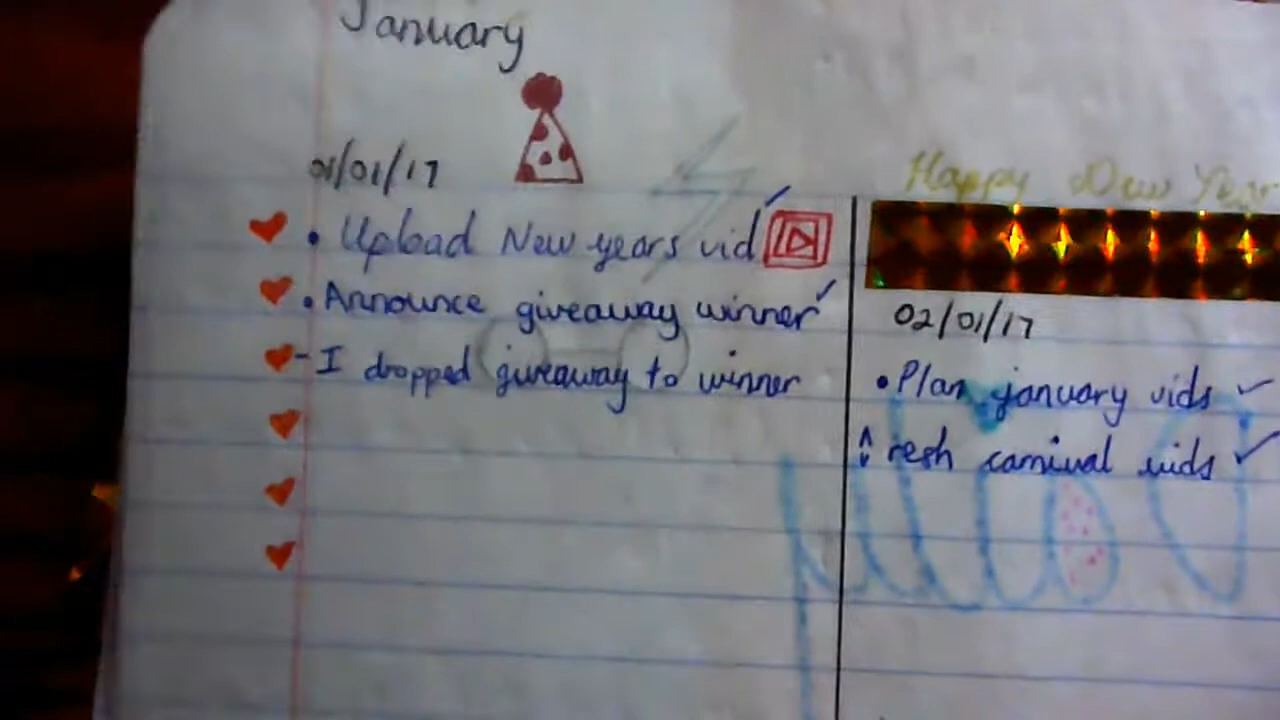 January
01/01/17
• Upload New years vid
• Announce giveaway winner
- I dropped giveaway to winner
Happy New Year
02/01/17
• Plan january vids
resh carnival vids